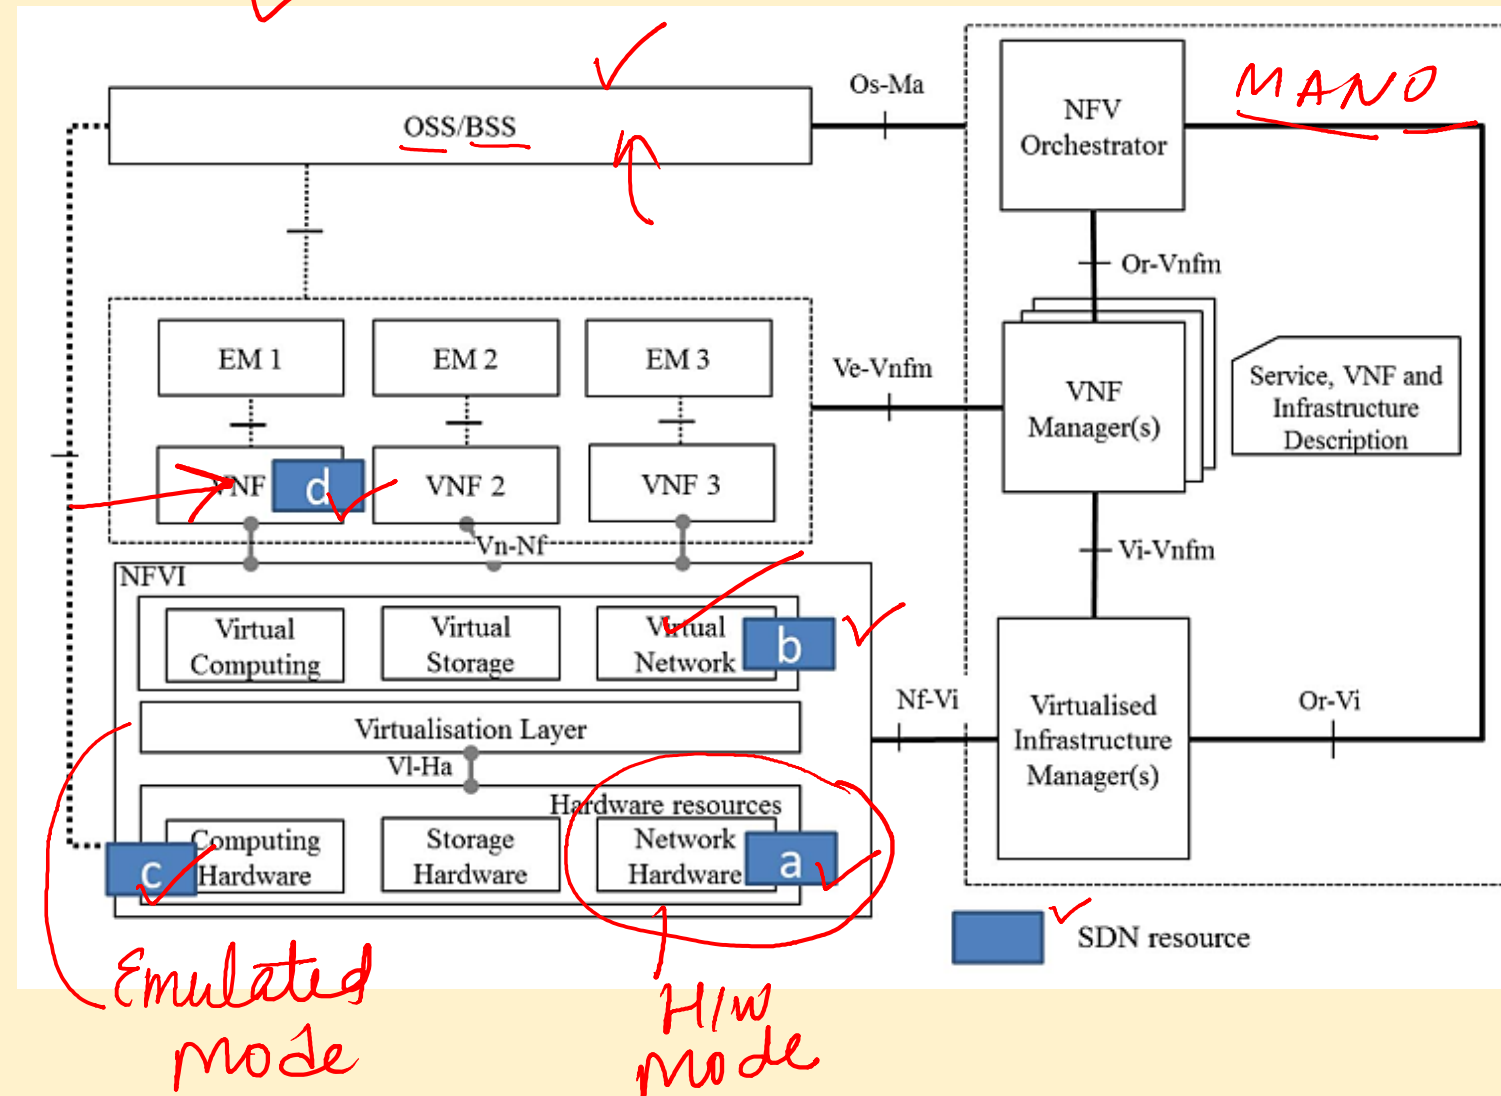 Os-Ma
MANO
OSS/BSS
NFV
Orchestrator
Or-Vnfm
EM 1
EM 2
EM 3
Ve-Vnfm
VNF
Manager(s)
Service, VNF and
Infrastructure
Description
VNF
d
VNF 2
VNF 3
Vn-Nf
Vi-Vnfm
NFVI
Virtual
Computing
Virtual
Storage
Virtual
Network
b
Nf-Vi
Virtualised
Infrastructure
Manager(s)
Or-Vi
Virtualisation Layer
Vl-Ha
Hardware resources
Computing
Hardware
c
Storage
Hardware
Network
Hardware
a
SDN resource
Emulated
mode
H/W
mode